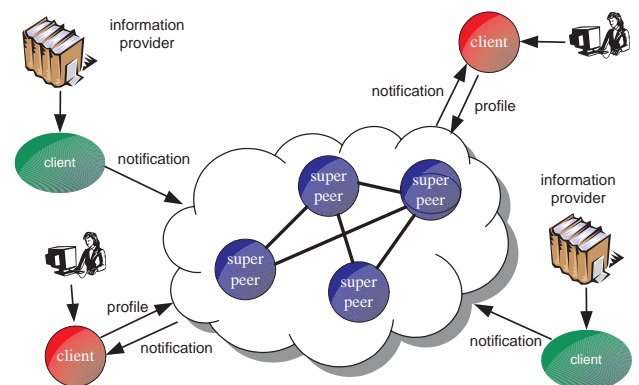 information
provider
client
notification
profile
client
notification
super
peer
super
peer
information
provider
super
peer
super
peer
profile
client
notification
notification
client